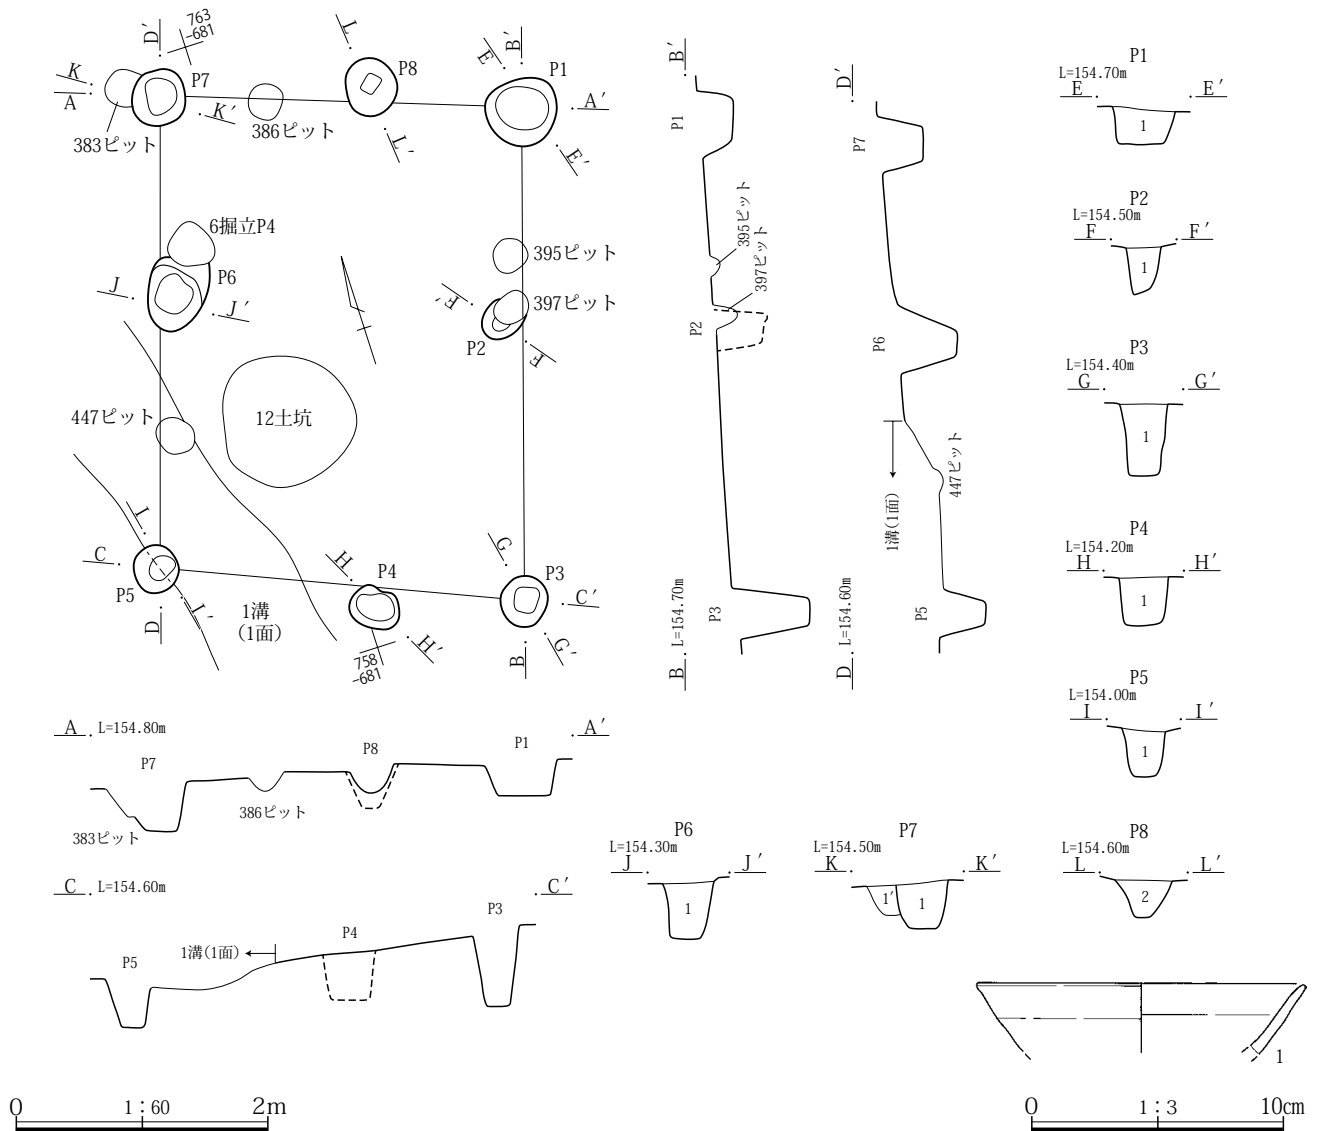 763
-681
D′
K
A
P7
K′
383ピット
386ピット
L
P8
L′
E
B′
P1
A′
E′
6掘立P4
P6
J
J′
395ピット
397ピット
F′
P2
F
447ピット
12土坑
I
C
P5
I′
D
1溝
(1面)
H
P4
H′
758
-681
G
P3
C′
G′
B
B′
P1
395ピット
397ピット
P2
P3
B
L=154.70m
D′
P7
P6
1溝(1面)
447ピット
P5
D
L=154.60m
P1
L=154.70m
E
E′
1
P2
L=154.50m
F
F′
1
P3
L=154.40m
G
G′
1
P4
L=154.20m
H
H′
1
P5
L=154.00m
I
I′
1
A
L=154.80m
A′
P7
P8
P1
383ピット
386ピット
C
L=154.60m
C′
P5
1溝(1面)
P4
P3
P6
L=154.30m
J
J′
1
P7
L=154.50m
K
K′
1′
1
P8
L=154.60m
L
L′
2
1
0
1：60
2m
0
1：3
10cm